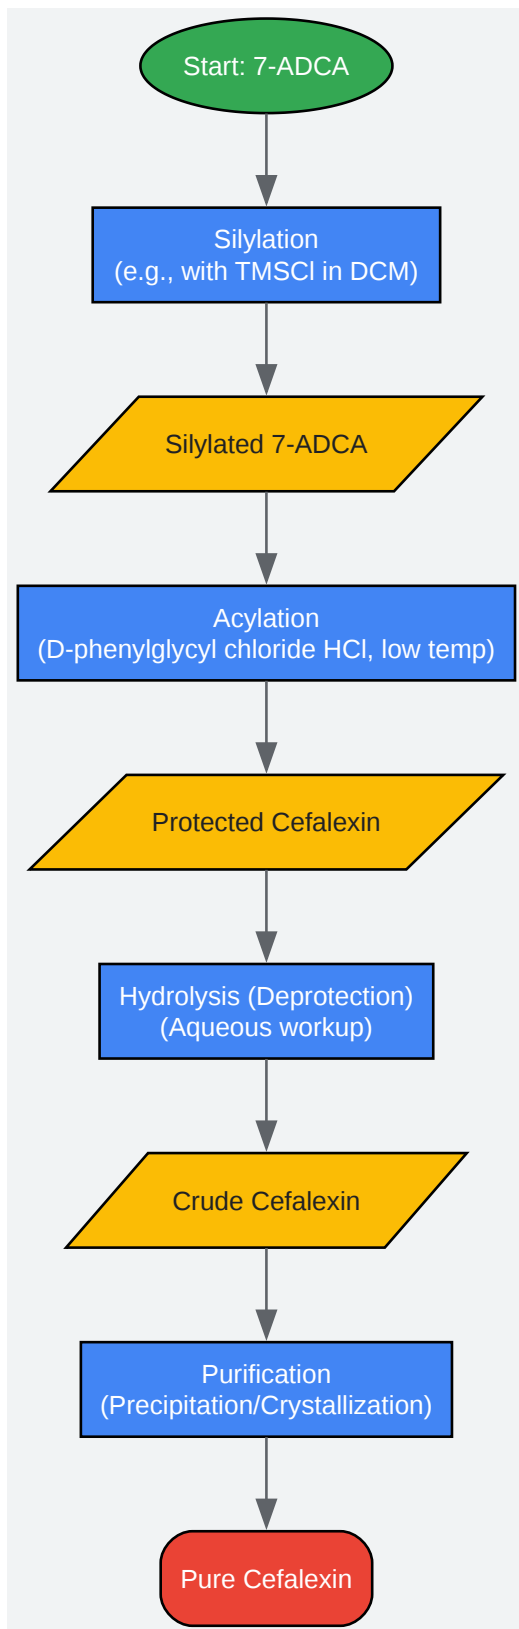 Start: 7-ADCA
Silylation
(e.g., with TMSCl in DCM)
Silylated 7-ADCA
Acylation
(D-phenylglycyl chloride HCl, low temp)
Protected Cefalexin
Hydrolysis (Deprotection)
(Aqueous workup)
Crude Cefalexin
Purification
(Precipitation/Crystallization)
Pure Cefalexin